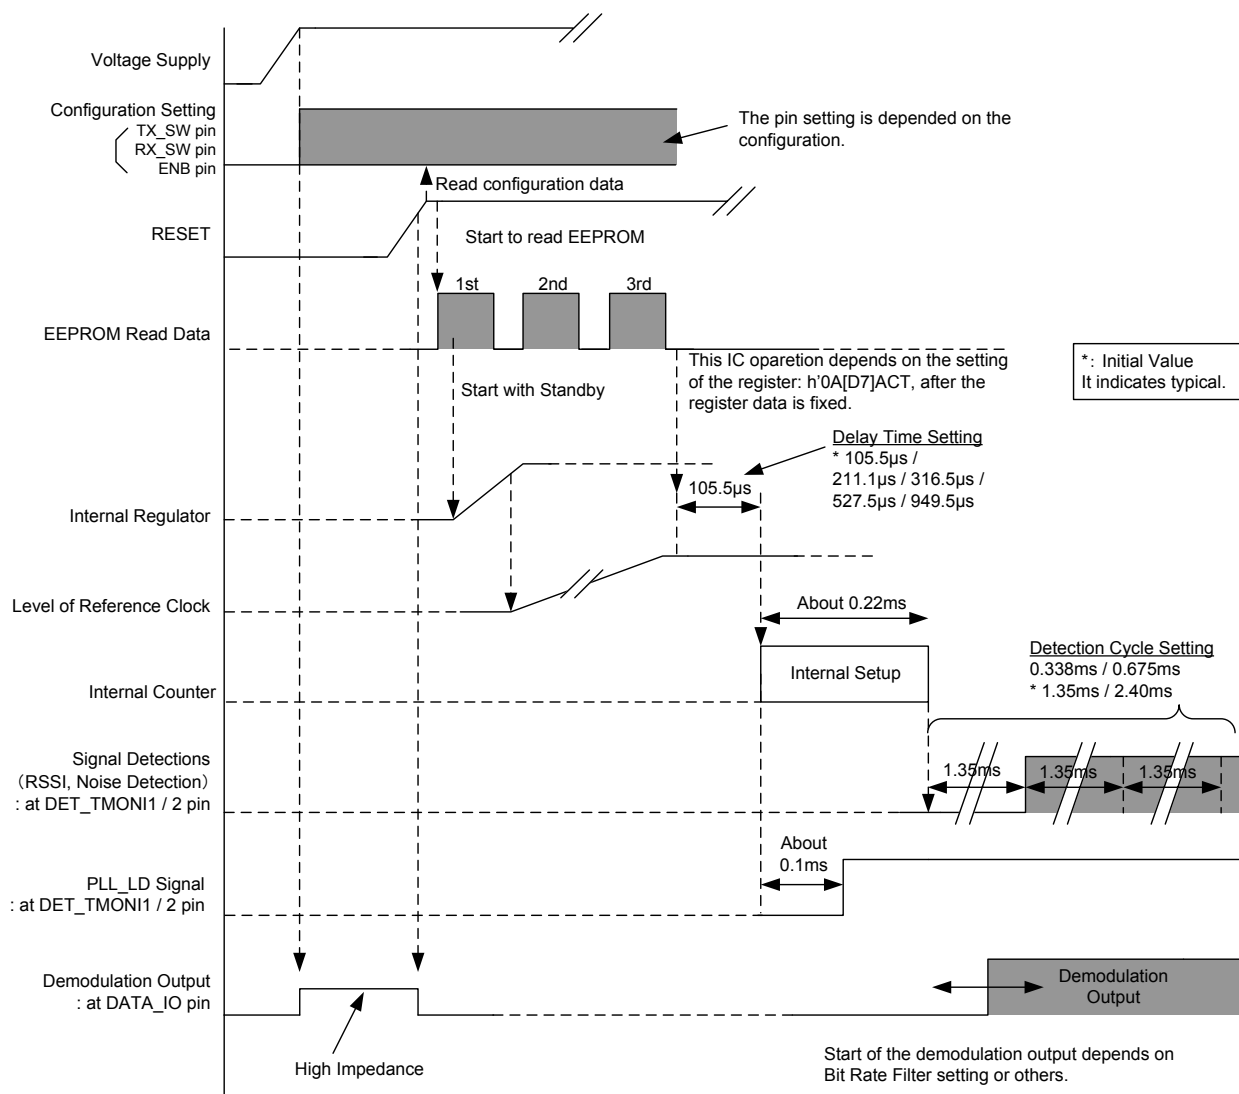 Voltage Supply
Configuration Setting
TX_SW pin
RX_SW pin
ENB pin
The pin setting is depended on the
configuration.
Read configuration data
RESET
Start to read EEPROM
1st
2nd
3rd
EEPROM Read Data
This IC oparetion depends on the setting
of the register: h'0A[D7]ACT, after the
register data is fixed.
*: Initial Value
It indicates typical.
Start with Standby
Delay Time Setting
* 105.5µs /
211.1µs / 316.5µs /
527.5µs / 949.5µs
105.5µs
Internal Regulator
Level of Reference Clock
About 0.22ms
Internal Setup
Internal Counter
Detection Cycle Setting
0.338ms / 0.675ms
* 1.35ms / 2.40ms
Signal Detections
(RSSI, Noise Detection)
: at DET_TMONI1 / 2 pin
1.35ms
1.35ms
1.35ms
About
0.1ms
PLL_LD Signal
: at DET_TMONI1 / 2 pin
Demodulation Output
: at DATA_IO pin
Demodulation
Output
High Impedance
Start of the demodulation output depends on
Bit Rate Filter setting or others.